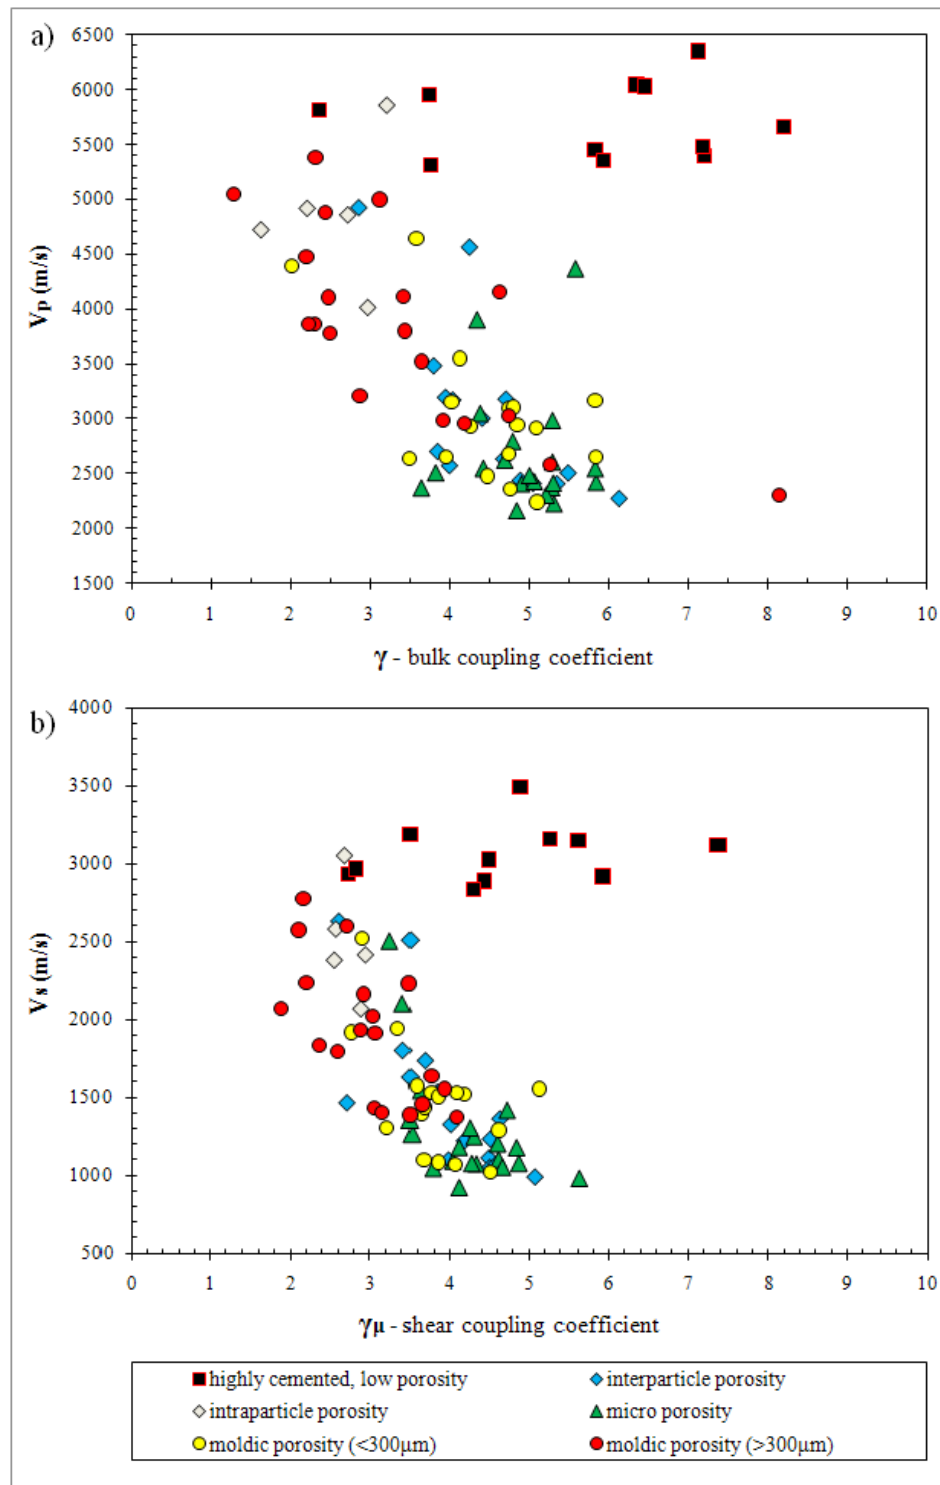 a)
6500
6000
5500
5000
4500
4000
3500
3000
2500
2000
1500
Vp (m/s)
0 1 2 3 4 5 6 7 8 9 10
γ - bulk coupling coefficient
b)
4000
3500
3000
2500
2000
1500
1000
500
Vs (m/s)
0 1 2 3 4 5 6 7 8 9 10
γμ - shear coupling coefficient
highly cemented, low porosity
interparticle porosity
intraparticle porosity
micro porosity
moldic porosity (<300μm)
moldic porosity (>300μm)